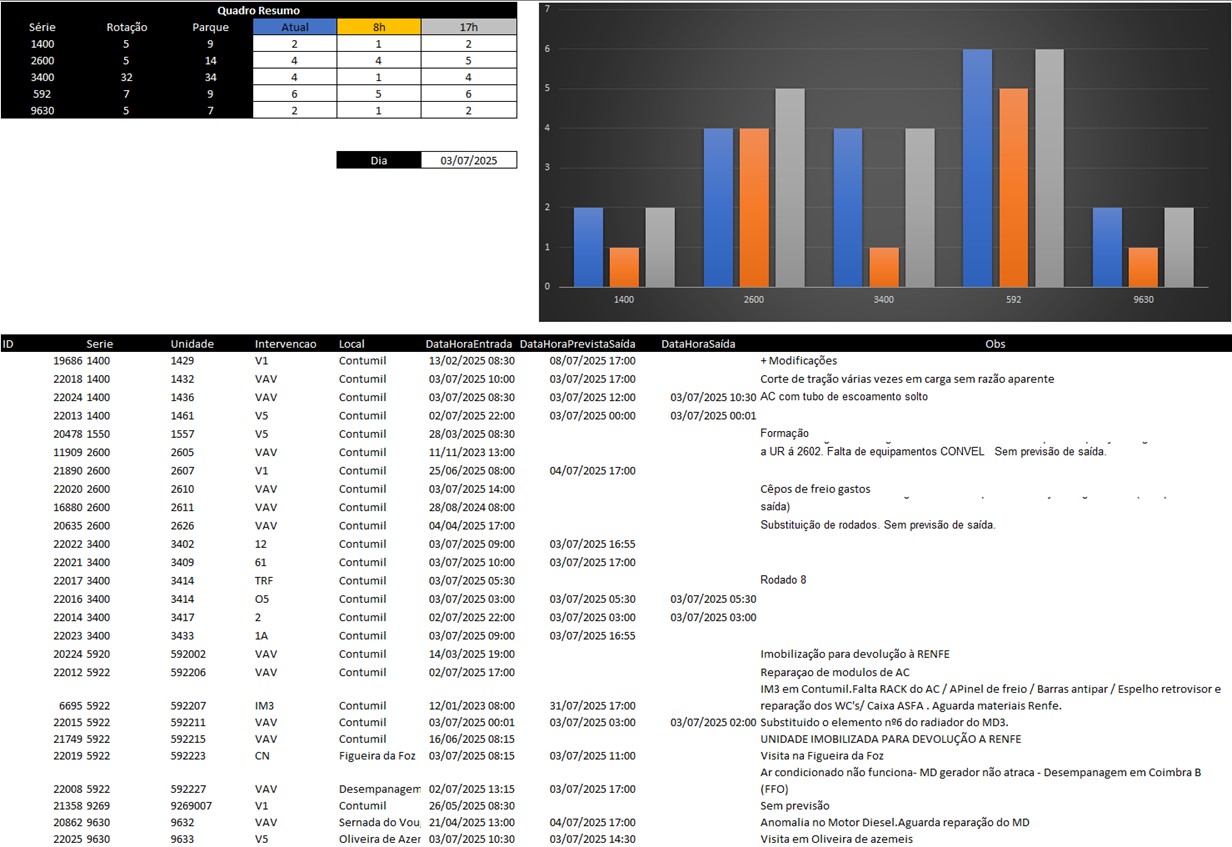 Quadro Resumo
Série Rotação Parque Atual 8h 17h
1400 5 9 2 1 2
2600 5 14 4 4 5
3400 32 34 4 1 4
592 7 9 6 5 6
9630 5 7 2 1 2
Dia 03/07/2025
7
6
5
4
3
2
1
0
1400 2600 3400 592 9630
ID Serie Unidade Intervencao Local DataHoraEntrada DataHoraPrevistaSaída DataHoraSaída Obs
19686 1400 1429 V1 Contumil 13/02/2025 08:30 08/07/2025 17:00 + Modificações
22018 1400 1432 VAV Contumil 03/07/2025 10:00 03/07/2025 17:00 Corte de tração várias vezes em carga sem razão aparente
22024 1400 1436 VAV Contumil 03/07/2025 08:30 03/07/2025 12:00 03/07/2025 10:30 AC com tubo de escoamento solto
22013 1400 1461 V5 Contumil 02/07/2025 22:00 03/07/2025 00:00 03/07/2025 00:01
20478 1550 1557 V5 Contumil 28/03/2025 08:30 Formação
11909 2600 2605 VAV Contumil 11/11/2023 13:00 a UR á 2602. Falta de equipamentos CONVEL Sem previsão de saída.
21890 2600 2607 V1 Contumil 25/06/2025 08:00 04/07/2025 17:00
22020 2600 2610 VAV Contumil 03/07/2025 14:00 Cêpos de freio gastos
16880 2600 2611 VAV Contumil 28/08/2024 08:00 saída)
20635 2600 2626 VAV Contumil 04/04/2025 17:00 Substituição de rodados. Sem previsão de saída.
22022 3400 3402 12 Contumil 03/07/2025 09:00 03/07/2025 16:55
22021 3400 3409 61 Contumil 03/07/2025 10:00 03/07/2025 17:00
22017 3400 3414 TRF Contumil 03/07/2025 05:30 Rodado 8
22016 3400 3414 O5 Contumil 03/07/2025 03:00 03/07/2025 05:30 03/07/2025 05:30
22014 3400 3417 2 Contumil 02/07/2025 22:00 03/07/2025 03:00 03/07/2025 03:00
22023 3400 3433 1A Contumil 03/07/2025 09:00 03/07/2025 16:55
20224 5920 592002 VAV Contumil 14/03/2025 19:00 Imobilização para devolução à RENFE
22012 5922 592206 VAV Contumil 02/07/2025 17:00 Reparaçao de modulos de AC
IM3 em Contumil.Falta RACK do AC / APinel de freio / Barras antipar / Espelho retrovisor e
6695 5922 592207 IM3 Contumil 12/01/2023 08:00 31/07/2025 17:00 reparação dos WC's/ Caixa ASFA . Aguarda materiais Renfe.
22015 5922 592211 VAV Contumil 03/07/2025 00:01 03/07/2025 03:00 03/07/2025 02:00 Substituido o elemento nº6 do radiador do MD3.
21749 5922 592215 VAV Contumil 16/06/2025 08:15 UNIDADE IMOBILIZADA PARA DEVOLUÇÃO A RENFE
22019 5922 592223 CN Figueira da Foz 03/07/2025 08:15 03/07/2025 11:00 Visita na Figueira da Foz
Ar condicionado não funciona- MD gerador não atraca - Desempanagem em Coimbra B
22008 5922 592227 VAV Desempanagem 02/07/2025 13:15 03/07/2025 17:00 (FFO)
21358 9269 9269007 V1 Contumil 26/05/2025 08:30 Sem previsão
20862 9630 9632 VAV Sernada do Vou 21/04/2025 13:00 04/07/2025 17:00 Anomalia no Motor Diesel.Aguarda reparação do MD
22025 9630 9633 V5 Oliveira de Azer 03/07/2025 10:30 03/07/2025 14:30 Visita em Oliveira de azemeis